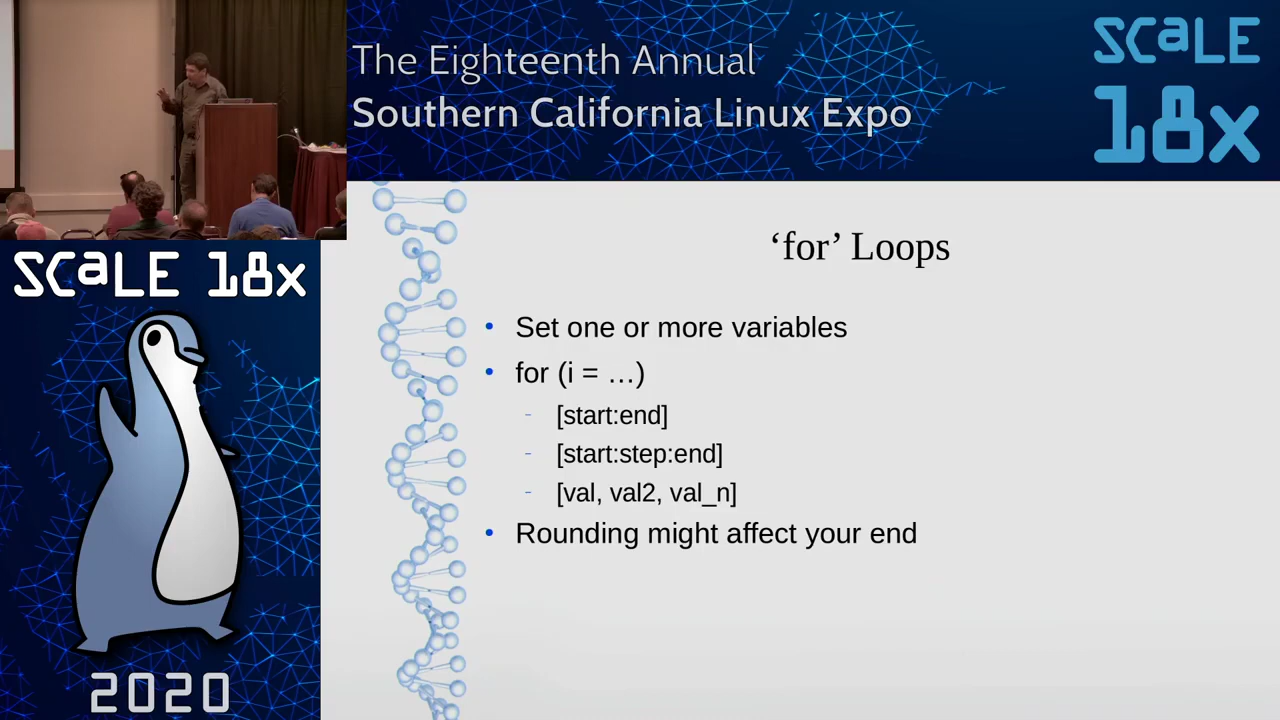 The Eighteenth Annual
Southern California Linux Expo
SCaLE
18x
SCaLE 18x
2020
‘for’ Loops
• Set one or more variables
• for (i = …)
- [start:end]
- [start:step:end]
- [val, val2, val_n]
• Rounding might affect your end